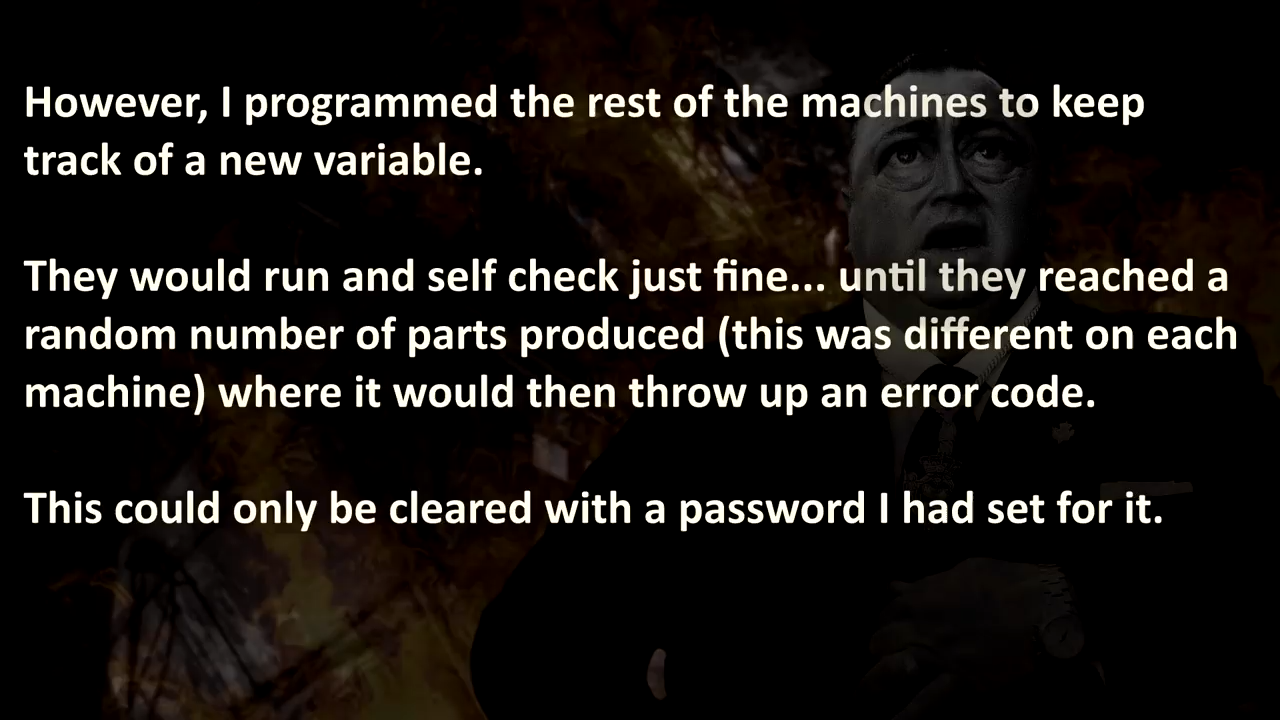 However, I programmed the rest of the machines to keep
track of a new variable.
They would run and self check just fine... until they reached a
random number of parts produced (this was different on each
machine) where it would then throw up an error code.
This could only be cleared with a password I had set for it.